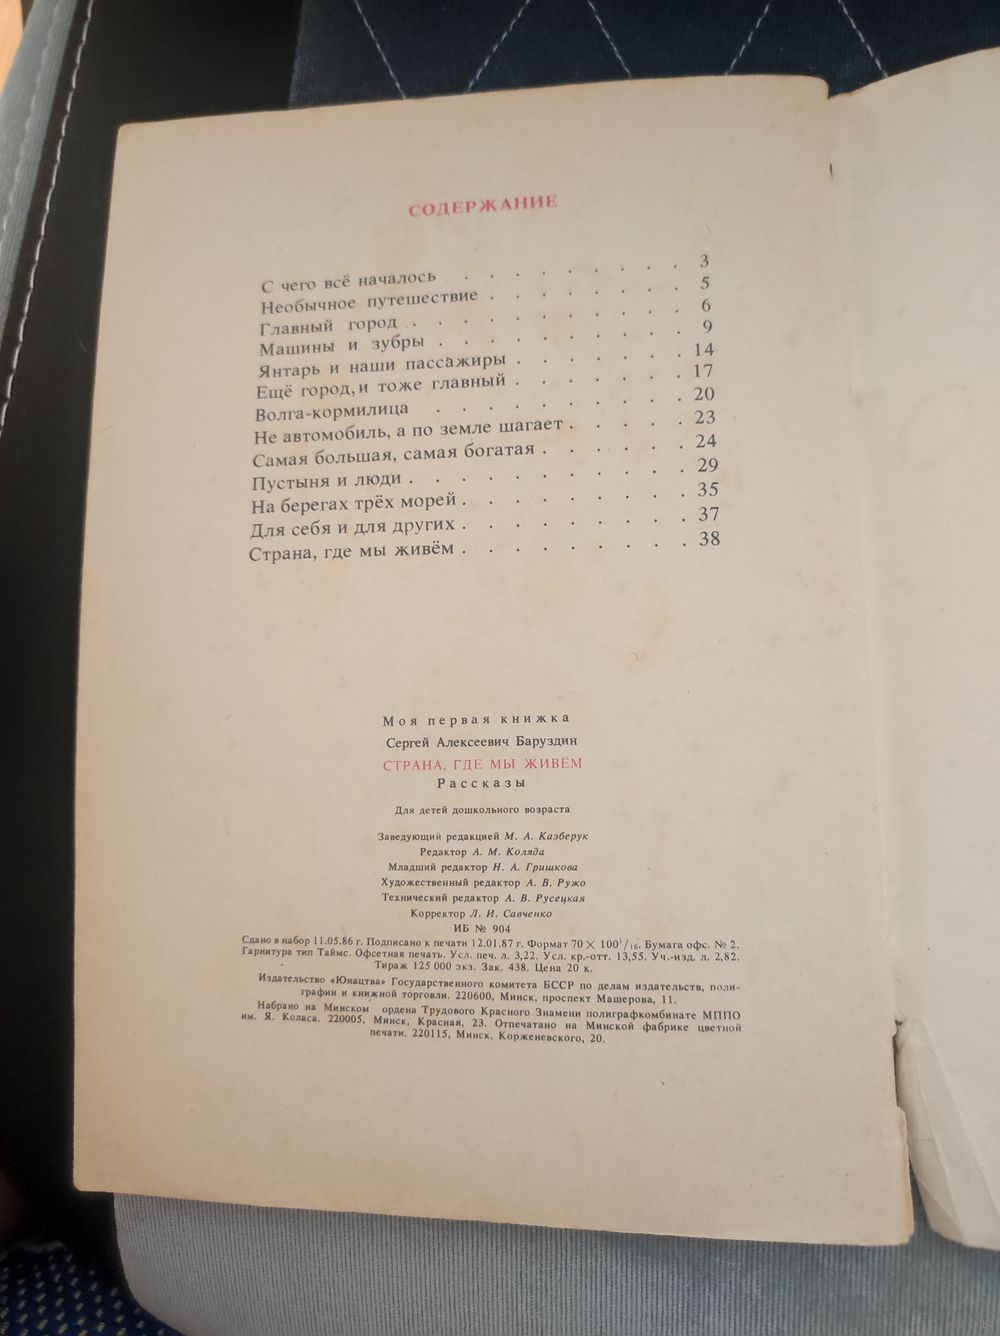 СОДЕРЖАНИЕ
С чего всё началось . . . . . . . . . 3
Необычное путешествие . . . . . . . . 5
Главный город . . . . . . . . . . . 6
Машины и зубры . . . . . . . . . . 9
Янтарь и наши пассажиры . . . . . . . 14
Ещё город, и тоже главный . . . . . . . 17
Волга-кормилица . . . . . . . . . . 20
Не автомобиль, а по земле шагает . . . . . 23
Самая большая, самая богатая . . . . . . 24
Пустыня и люди . . . . . . . . . . . 29
На берегах трёх морей . . . . . . . . . 35
Для себя и для других . . . . . . . . . 37
Страна, где мы живём . . . . . . . . . 38
Моя первая книжка
Сергей Алексеевич Баруздин
СТРАНА, ГДЕ МЫ ЖИВЁМ
Рассказы
Для детей дошкольного возраста
Заведующий редакцией М. А. Казберук
Редактор А. М. Коляда
Младший редактор Н. А. Гришкова
Художественный редактор А. В. Ружо
Технический редактор А. В. Русецкая
Корректор Л. И. Савченко
ИБ № 904
Сдано в набор 11.05.86 г. Подписано к печати 12.01.87 г. Формат 70 × 100 1/16. Бумага офс. № 2.
Гарнитура тип Таймс. Офсетная печать. Усл. печ. л. 3,22. Усл. кр.-отт. 13,55. Уч.-изд. л. 2,82.
Тираж 125 000 экз. Зак. 438. Цена 20 к.
Издательство «Юнацтва» Государственного комитета БССР по делам издательств, поли-
графии и книжной торговли. 220600, Минск, проспект Машерова, 11.
Набрано на Минском ордена Трудового Красного Знамени полиграфкомбинате МППО
им. Я. Коласа. 220005, Минск, Красная, 23. Отпечатано на Минской фабрике цветной
печати. 220115, Минск, Корженевского, 20.